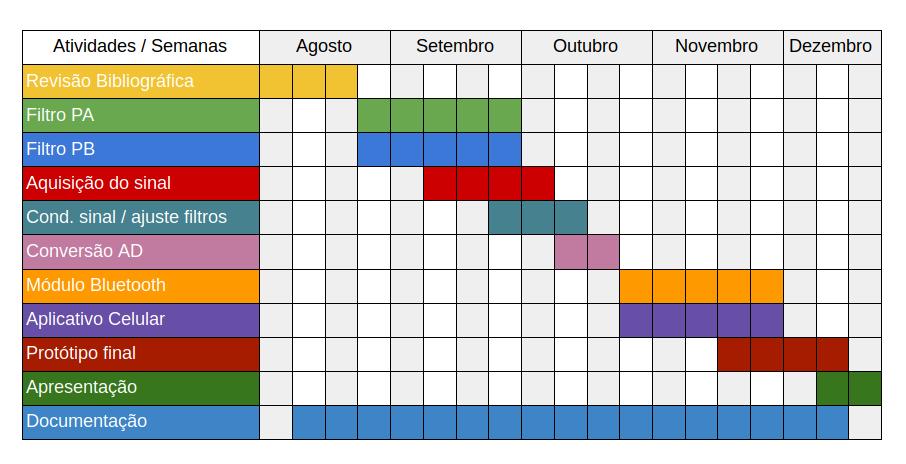 Atividades / Semanas Agosto Setembro Outubro Novembro Dezembro
Revisão Bibliográfica
Filtro PA
Filtro PB
Aquisição do sinal
Cond. sinal / ajuste filtros
Conversão AD
Módulo Bluetooth
Aplicativo Celular
Protótipo final
Apresentação
Documentação